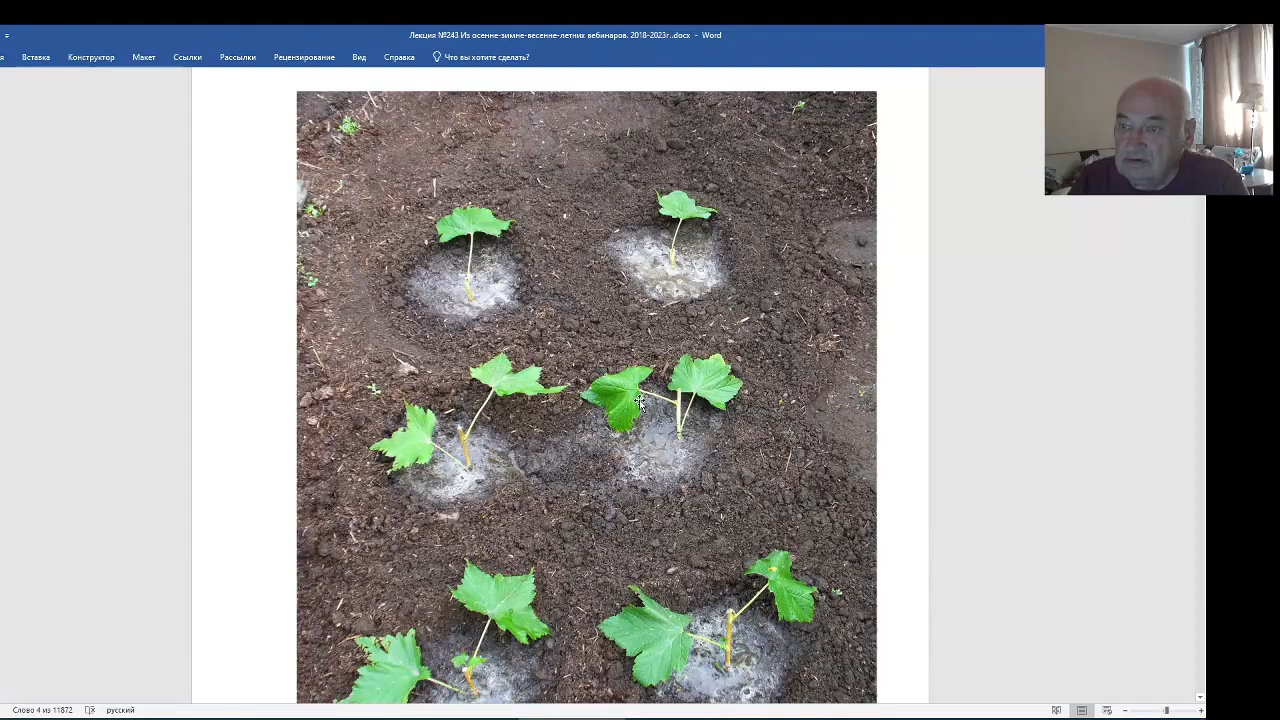 Лекция №243 Из осенне-зимне-весенне-летних вебинаров. 2018-2023г..docx - Word
я Вставка Конструктор Макет Ссылки Рассылки Рецензирование Вид Справка Что вы хотите сделать?
Слово 4 из 11872 русский